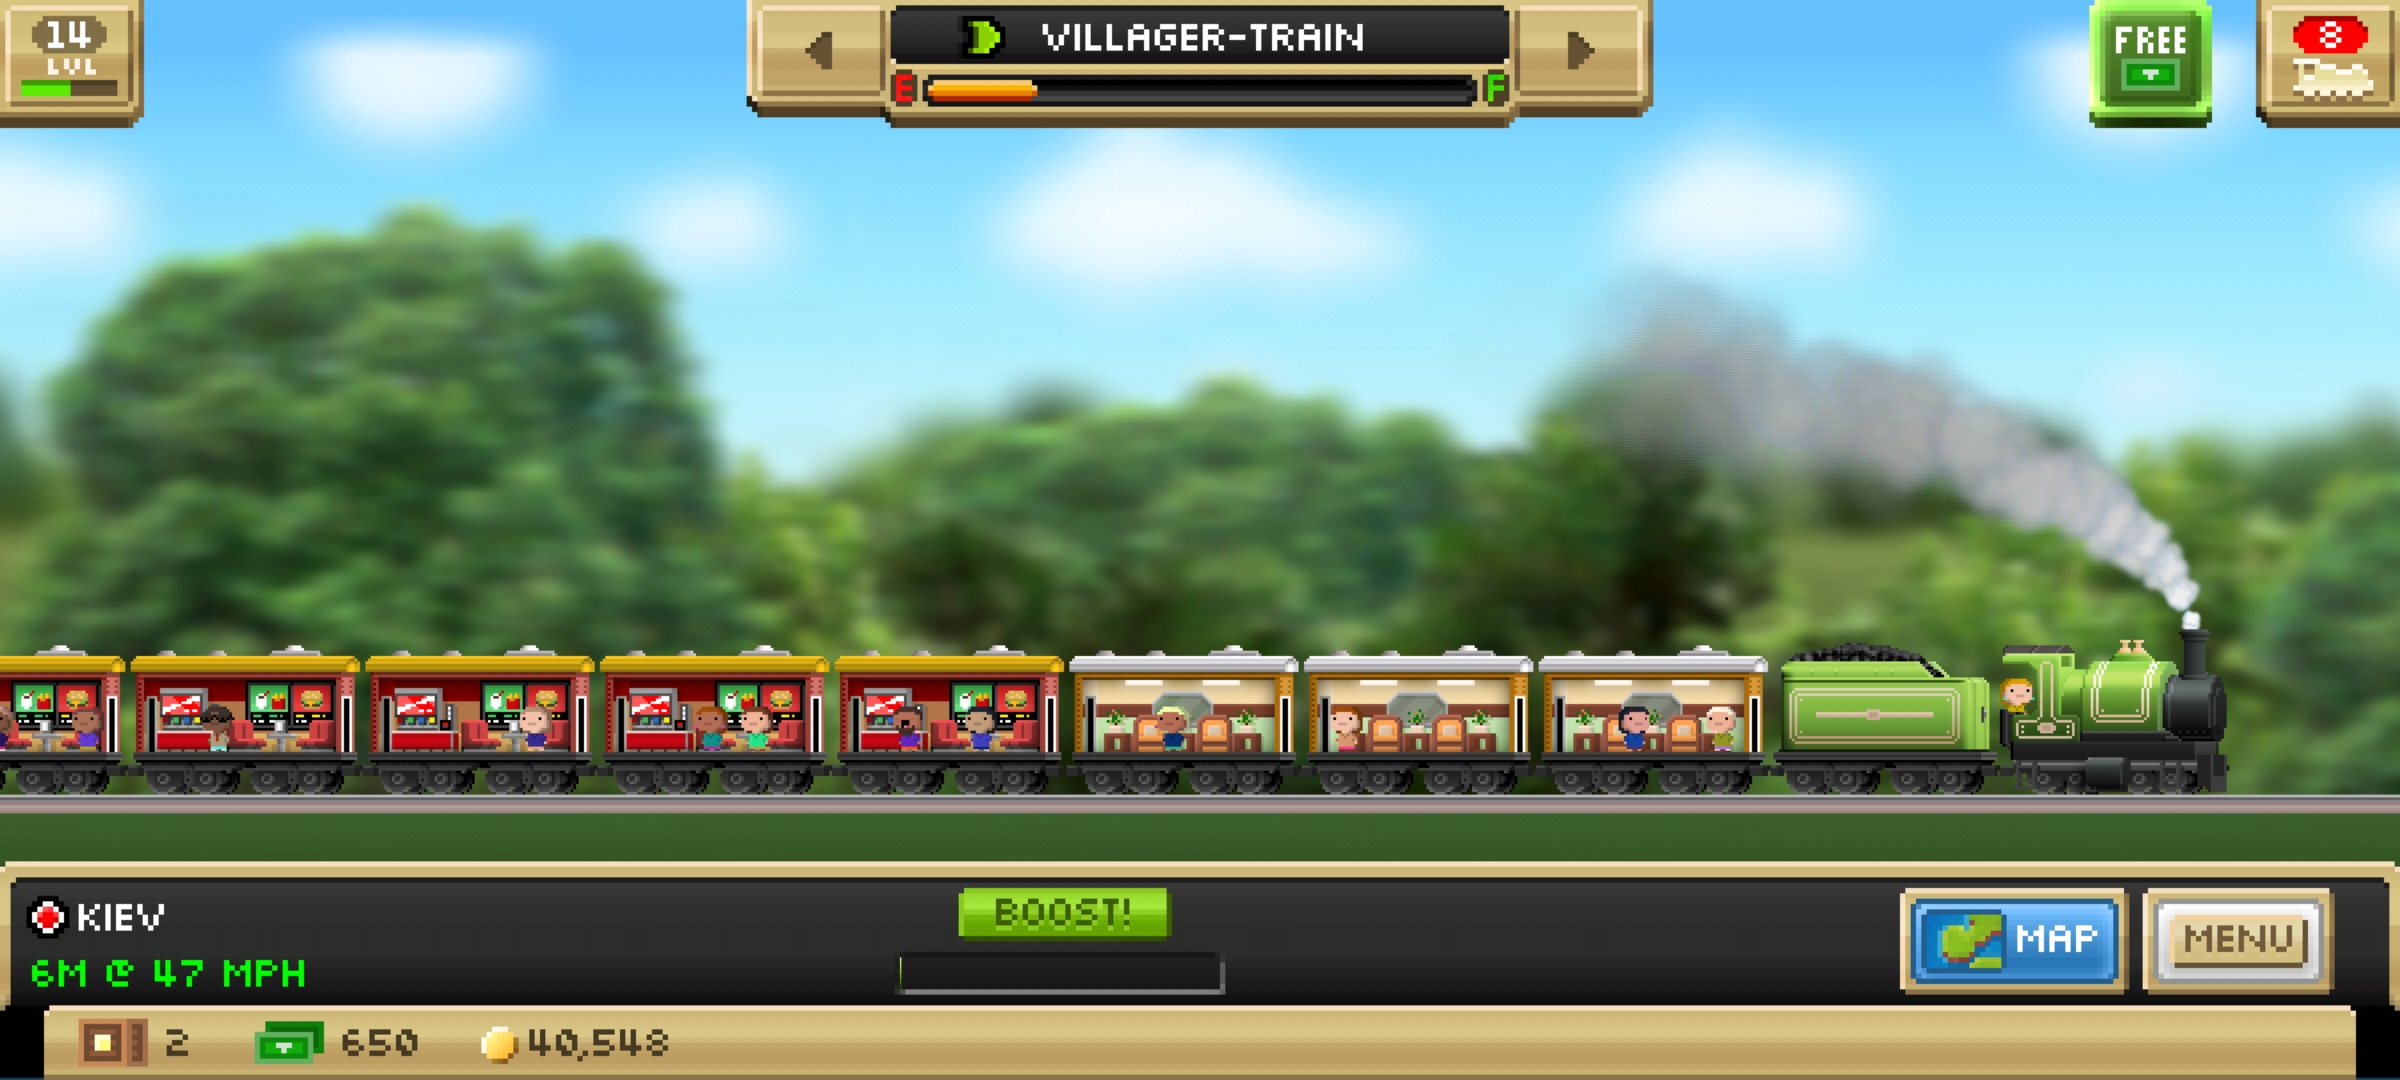 14
LVL
VILLAGER-TRAIN
E F
FREE
8
KIEV
6M @ 47 MPH
BOOST!
MAP
MENU
2
650
40,548